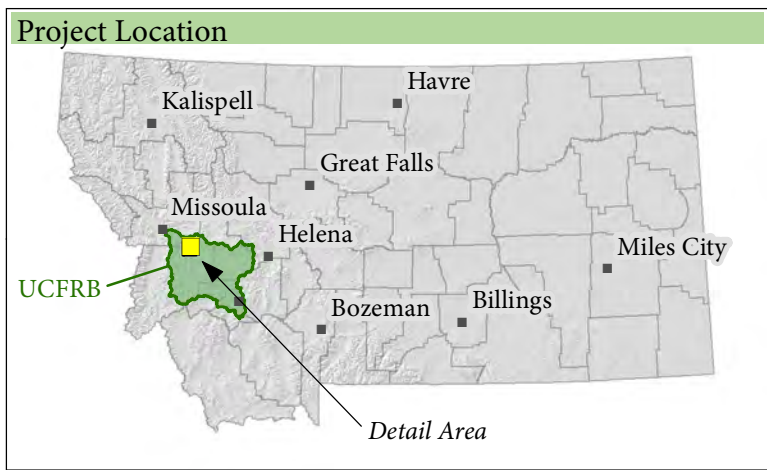 Project Location
Havre
Kalispell
Great Falls
Missoula
Helena
Miles City
UCFRB
Bozeman
Billings
Detail Area